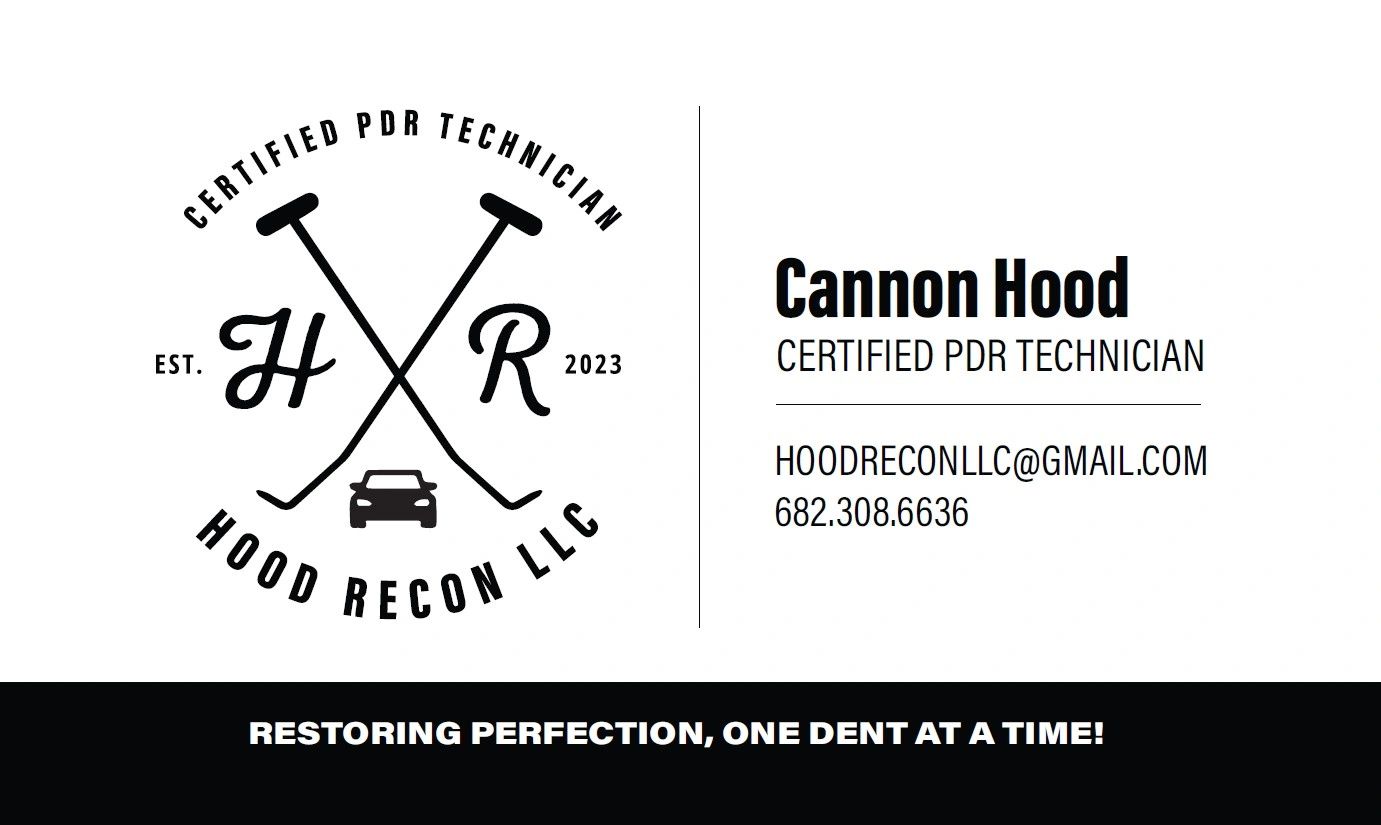 CERTIFIED PDR TECHNICIAN
EST. H R 2023
HOOD RECON LLC
Cannon Hood
CERTIFIED PDR TECHNICIAN
HOODRECONLLC@GMAIL.COM
682.308.6636
RESTORING PERFECTION, ONE DENT AT A TIME!